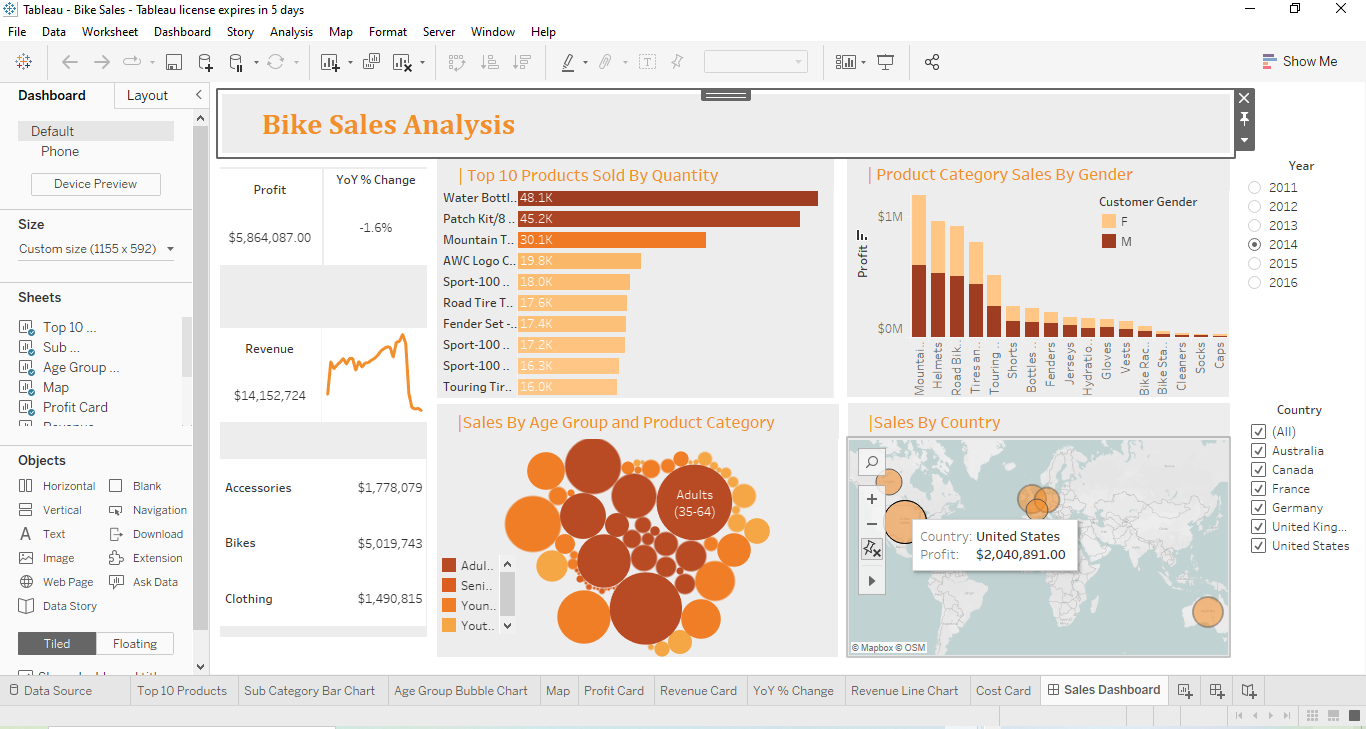 Tableau - Bike Sales - Tableau license expires in 5 days
File Data Worksheet Dashboard Story Analysis Map Format Server Window Help
Show Me
Dashboard Layout
Default
Phone
Device Preview
Size
Custom size (1155 x 592)
Sheets
Top 10 ...
Sub ...
Age Group ...
Map
Profit Card
Objects
Horizontal Blank
Vertical Navigation
Text Download
Image Extension
Web Page Ask Data
Data Story
Tiled Floating
Bike Sales Analysis
Profit
$5,864,087.00
YoY % Change
-1.6%
Revenue
$14,152,724
Accessories $1,778,079
Bikes $5,019,743
Clothing $1,490,815
| Top 10 Products Sold By Quantity
Water Bottl.. 48.1K
Patch Kit/8 .. 45.2K
Mountain T.. 30.1K
AWC Logo C.. 19.8K
Sport-100 .. 18.0K
Road Tire T.. 17.6K
Fender Set -.. 17.4K
Sport-100 .. 17.2K
Sport-100 .. 16.3K
Touring Tir.. 16.0K
| Product Category Sales By Gender
Customer Gender
F
M
Profit
$1M
$0M
Mountai..
Helmets
Road Bik..
Tires an..
Touring ..
Shorts
Bottles ..
Fenders
Jerseys
Hydratio..
Gloves
Vests
Bike Rac..
Bike Sta..
Cleaners
Socks
Caps
|Sales By Age Group and Product Category
Adults
(35-64)
Adul..
Seni..
Youn..
Yout..
|Sales By Country
Country: United States
Profit: $2,040,891.00
© Mapbox © OSM
Year
2011
2012
2013
2014
2015
2016
Country
(All)
Australia
Canada
France
Germany
United King...
United States
Data Source Top 10 Products Sub Category Bar Chart Age Group Bubble Chart Map Profit Card Revenue Card YoY % Change Revenue Line Chart Cost Card Sales Dashboard